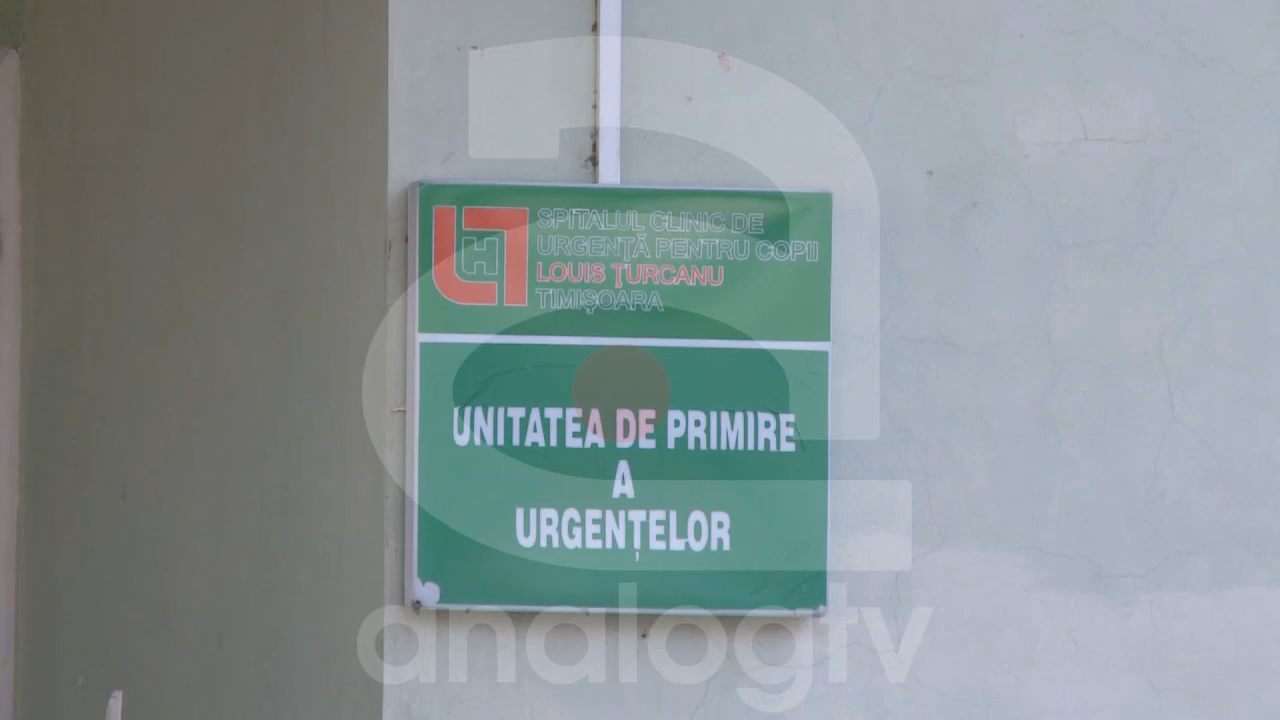 SPITALUL CLINIC DE
URGENȚĂ PENTRU COPII
LOUIS ȚURCANU
TIMIȘOARA
UNITATEA DE PRIMIRE
A
URGENȚELOR
analogtv